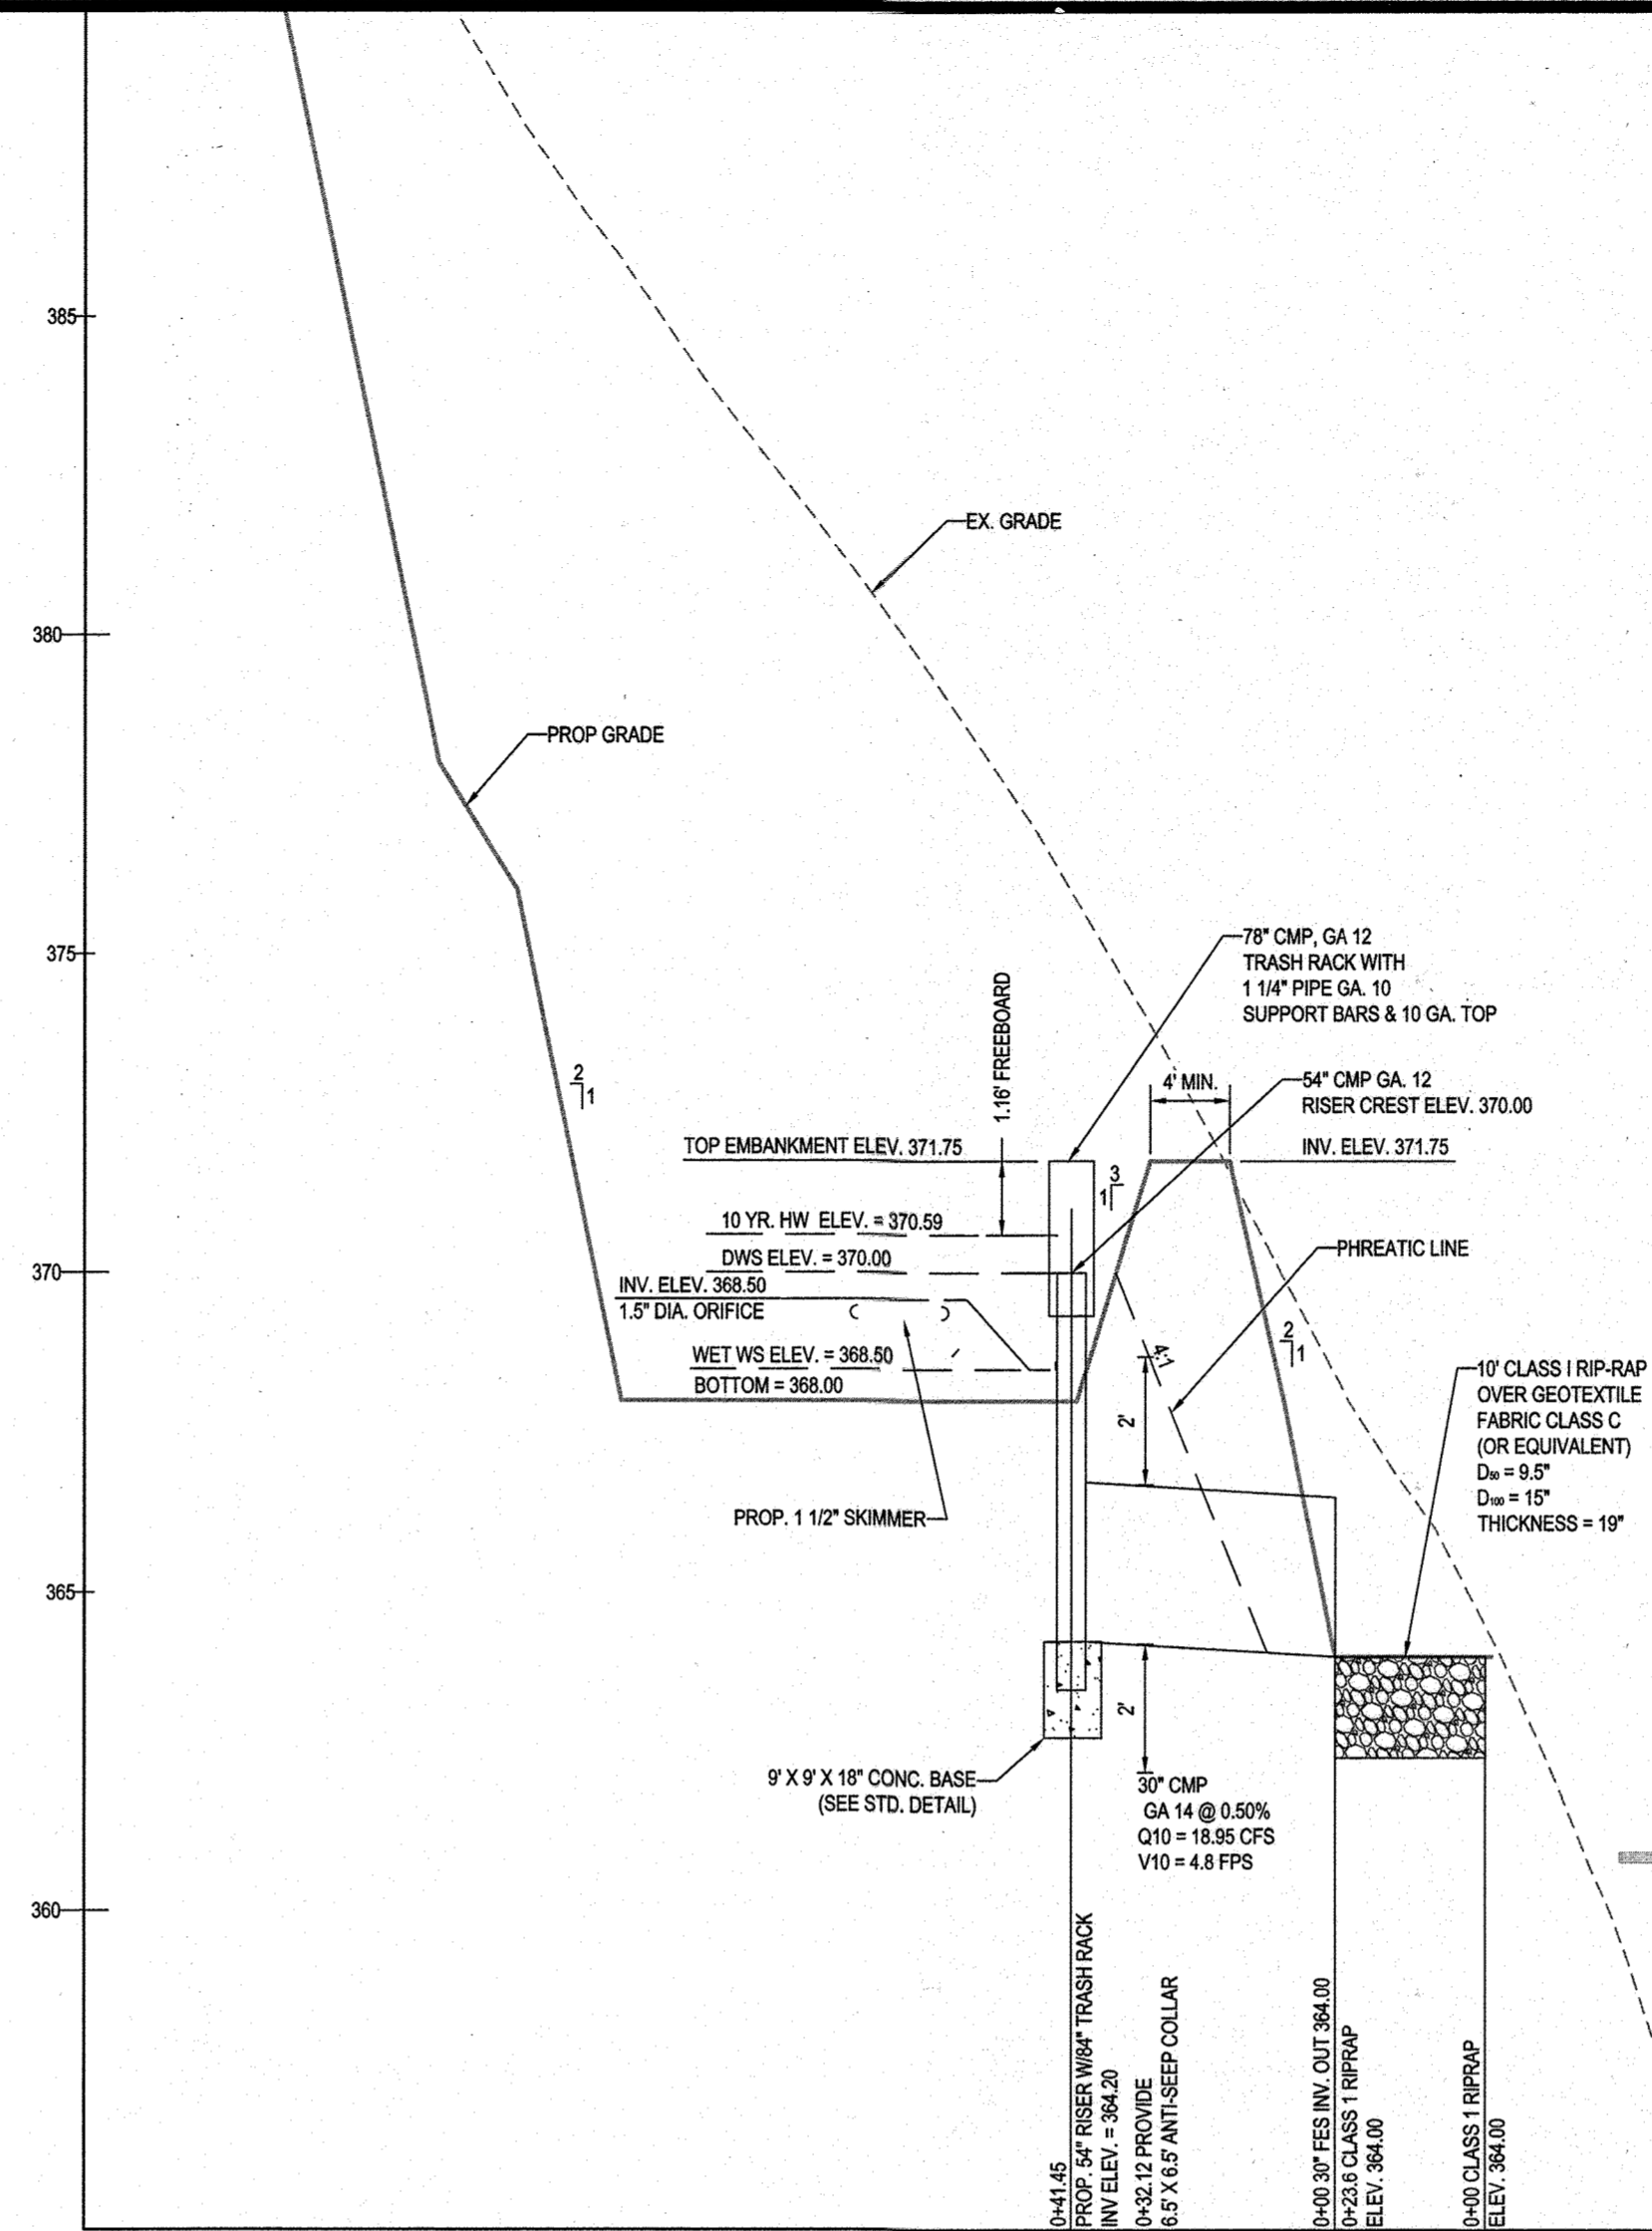 385
380
375
370
365
360
EX. GRADE
PROP GRADE
2
1
78" CMP, GA 12
TRASH RACK WITH
1 1/4" PIPE GA. 10
SUPPORT BARS & 10 GA. TOP
1.16' FREEBOARD
4' MIN.
54" CMP GA. 12
RISER CREST ELEV. 370.00
TOP EMBANKMENT ELEV. 371.75
INV. ELEV. 371.75
3
1
10 YR. HW ELEV. = 370.59
DWS ELEV. = 370.00
INV. ELEV. 368.50
1.5" DIA. ORIFICE
WET WS ELEV. = 368.50
BOTTOM = 368.00
PHREATIC LINE
4:1
2
1
2'
PROP. 1 1/2" SKIMMER
10' CLASS I RIP-RAP
OVER GEOTEXTILE
FABRIC CLASS C
(OR EQUIVALENT)
D50 = 9.5"
D100 = 15"
THICKNESS = 19"
2'
9' X 9' X 18" CONC. BASE
(SEE STD. DETAIL)
30" CMP
GA 14 @ 0.50%
Q10 = 18.95 CFS
V10 = 4.8 FPS
0+41.45
PROP. 54" RISER W/84" TRASH RACK
INV ELEV. = 364.20
0+32.12 PROVIDE
6.5' X 6.5' ANTI-SEEP COLLAR
0+00 30" FES INV. OUT 364.00
0+23.6 CLASS 1 RIPRAP
ELEV. 364.00
0+00 CLASS 1 RIPRAP
ELEV. 364.00